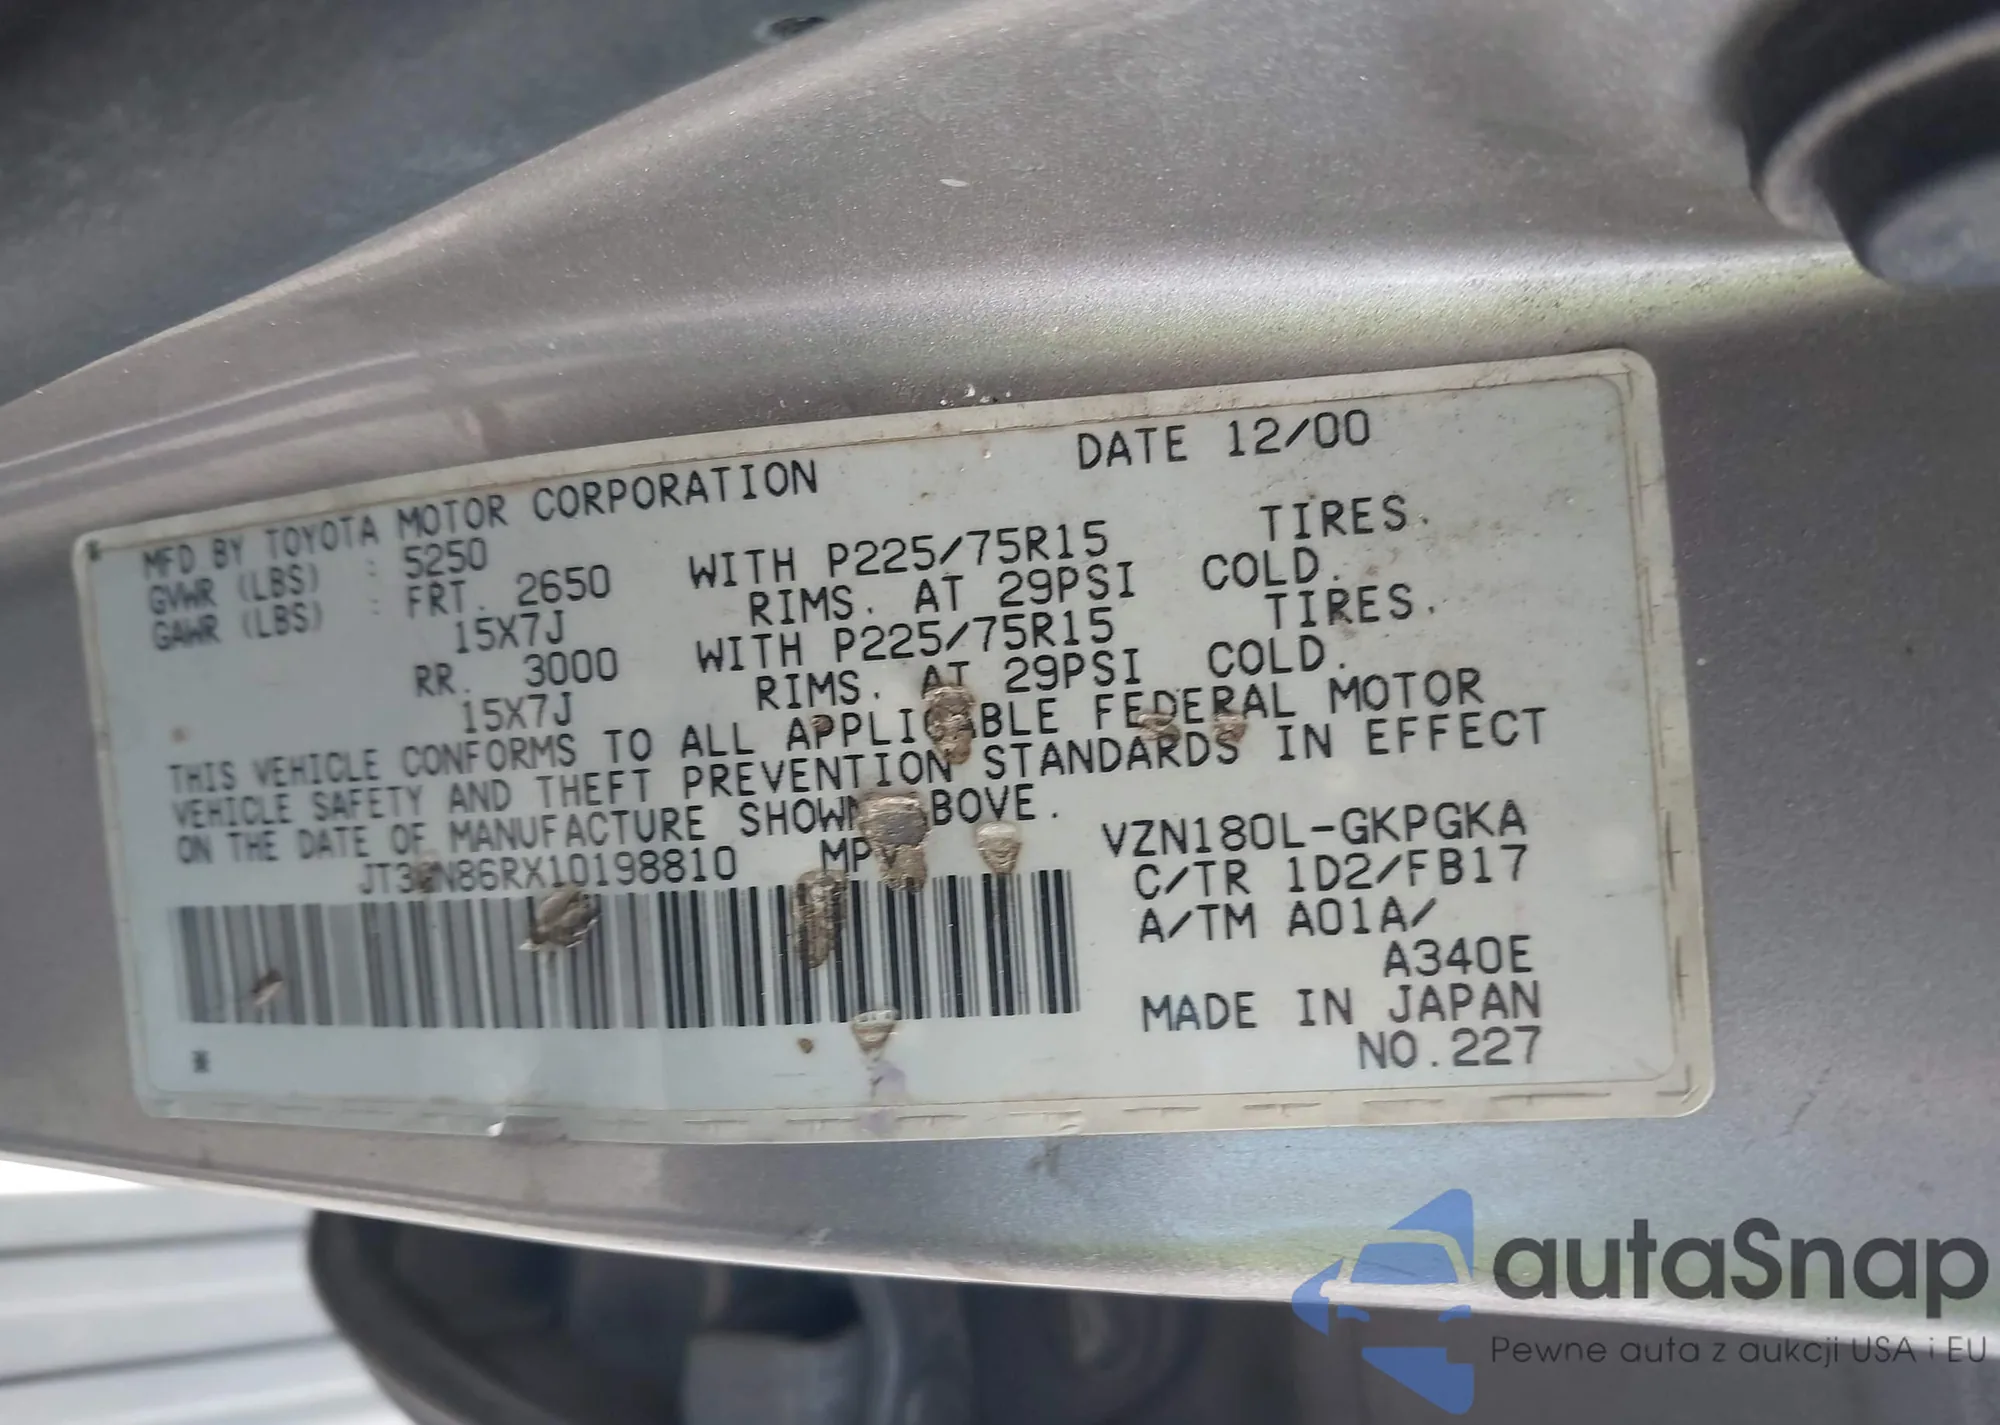 MFD BY TOYOTA MOTOR CORPORATION DATE 12/00
GVWR (LBS) : 5250
GAWR (LBS) : FRT. 2650 WITH P225/75R15 TIRES.
15X7J RIMS. AT 29PSI COLD.
RR. 3000 WITH P225/75R15 TIRES.
15X7J RIMS. AT 29PSI COLD.
THIS VEHICLE CONFORMS TO ALL APPLICABLE FEDERAL MOTOR
VEHICLE SAFETY AND THEFT PREVENTION STANDARDS IN EFFECT
ON THE DATE OF MANUFACTURE SHOWN ABOVE.
MPV VZN180L-GKPGKA
C/TR 1D2/FB17
A/TM A01A/
A340E
MADE IN JAPAN
NO.227
autaSnap
Pewne auta z aukcji USA i EU